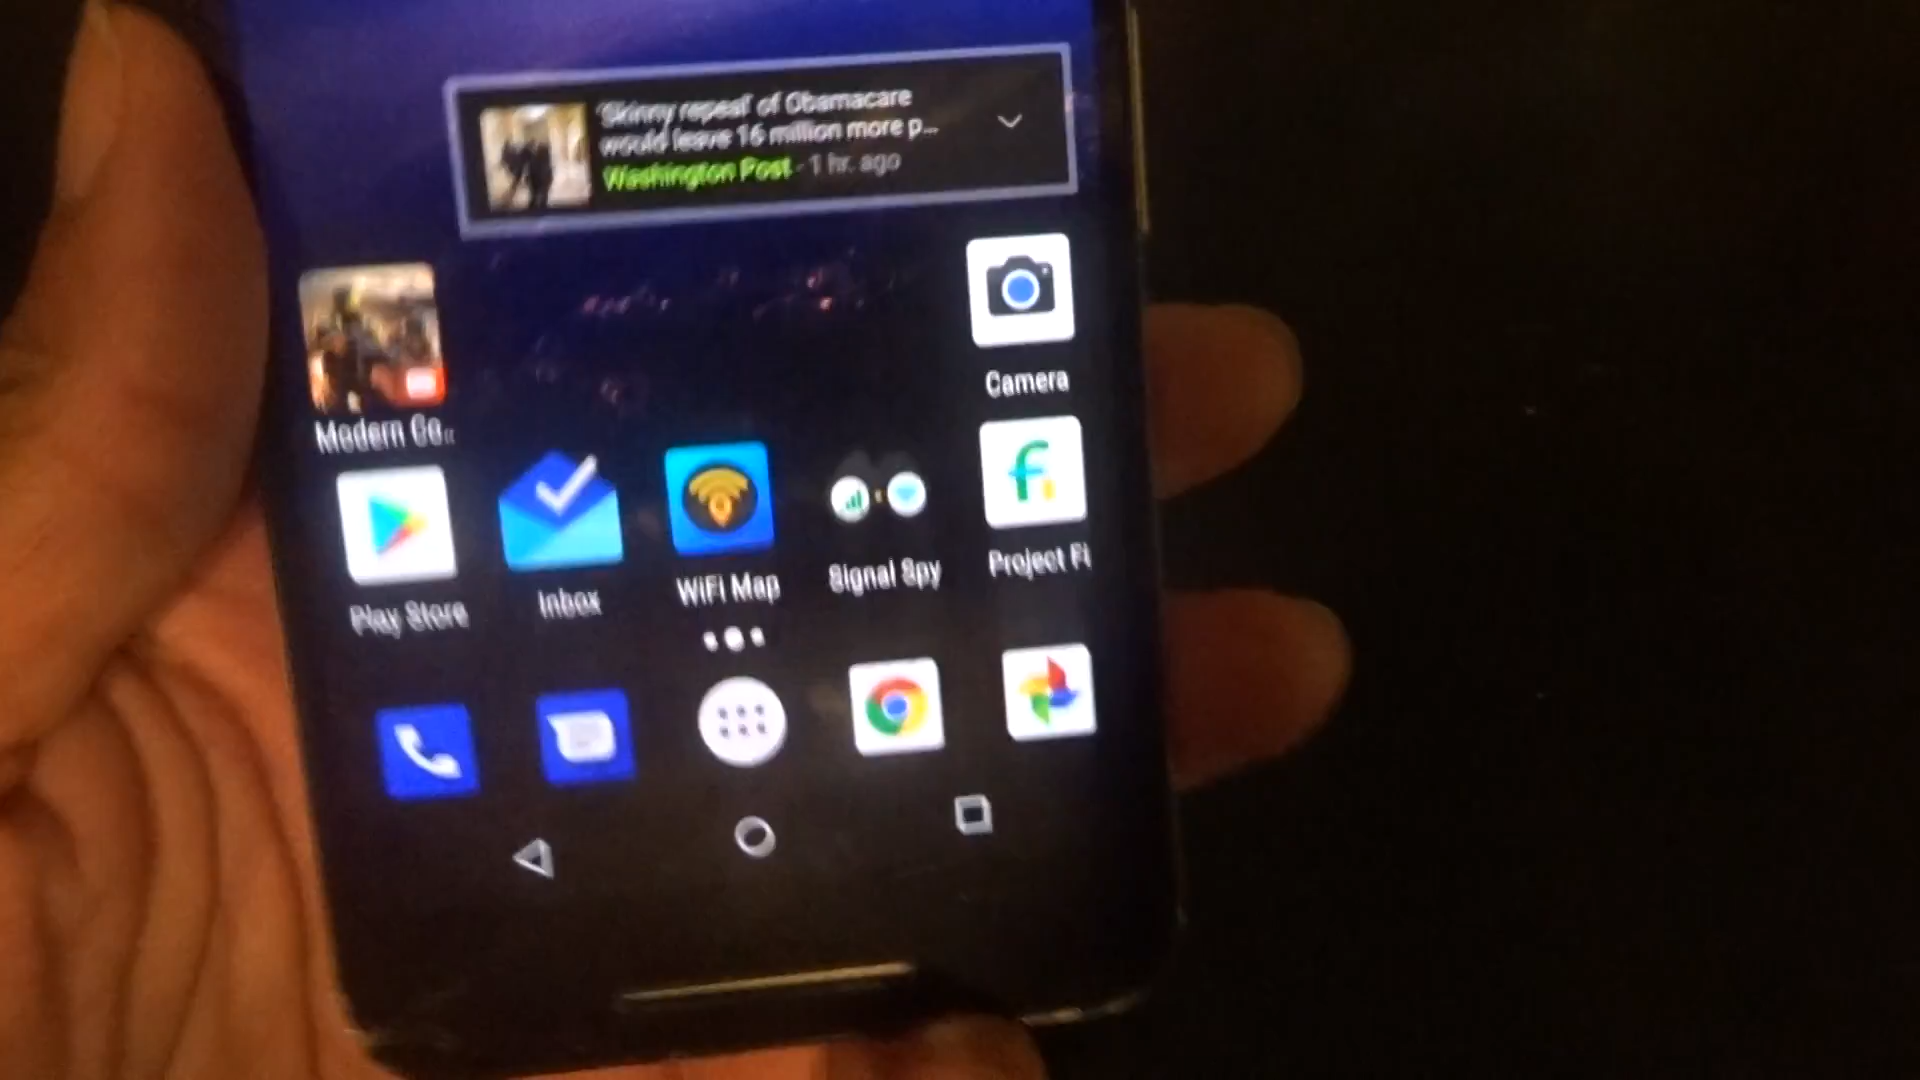 'Skinny repeal' of Obamacare
would leave 16 million more p...
Washington Post - 1 hr. ago
Camera
Modern Co..
Play Store
Inbox
WiFi Map
Signal Spy
Project Fi